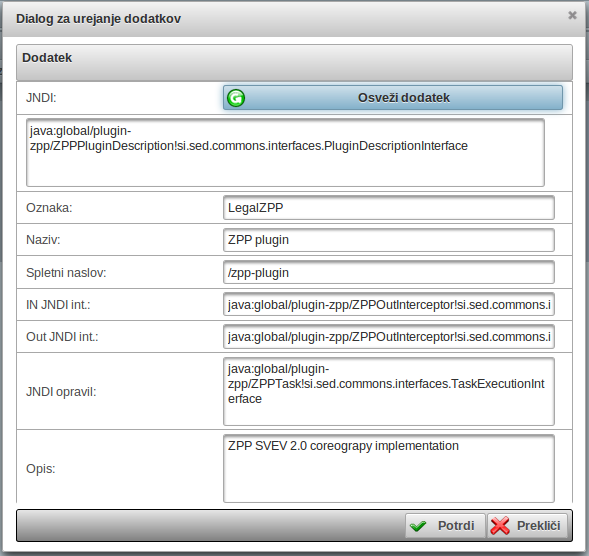 Dialog za urejanje dodatkov
Dodatek
JNDI:
Osveži dodatek
java:global/plugin-
zpp/ZPPPluginDescription!si.sed.commons.interfaces.PluginDescriptionInterface
Oznaka:
LegalZPP
Naziv:
ZPP plugin
Spletni naslov:
/zpp-plugin
IN JNDI int.:
java:global/plugin-zpp/ZPPOutInterceptor!si.sed.commons.i
Out JNDI int.:
java:global/plugin-zpp/ZPPOutInterceptor!si.sed.commons.i
JNDI opravil:
java:global/plugin-
zpp/ZPPTask!si.sed.commons.interfaces.TaskExecutionInt
erface
Opis:
ZPP SVEV 2.0 coreograpy implementation
Potrdi
Prekliči